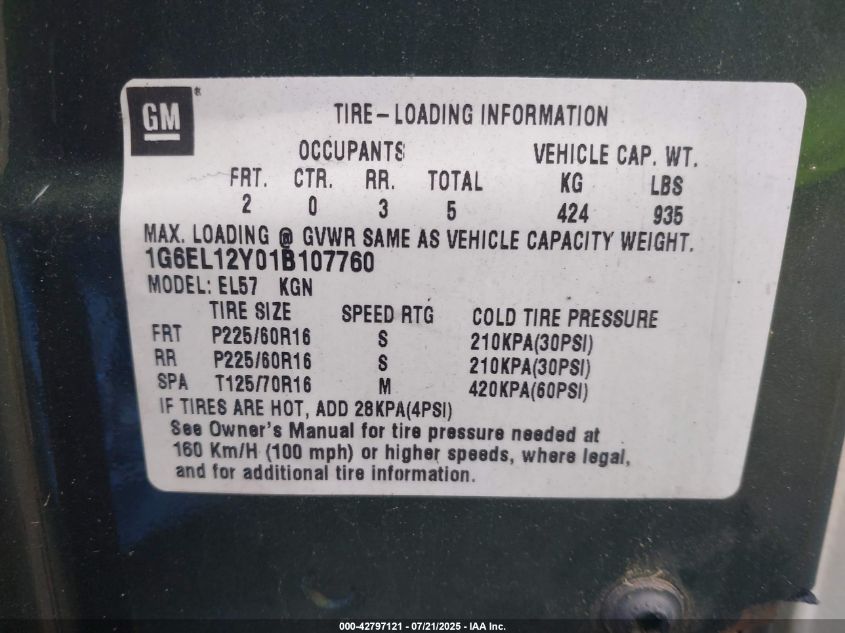 GM
TIRE-LOADING INFORMATION
OCCUPANTS VEHICLE CAP. WT.
FRT. CTR. RR. TOTAL KG LBS
2 0 3 5 424 935
MAX. LOADING @ GVWR SAME AS VEHICLE CAPACITY WEIGHT.
1G6EL12Y01B107760
MODEL: EL57 KGN
TIRE SIZE SPEED RTG COLD TIRE PRESSURE
FRT P225/60R16 S 210KPA(30PSI)
RR P225/60R16 S 210KPA(30PSI)
SPA T125/70R16 M 420KPA(60PSI)
IF TIRES ARE HOT, ADD 28KPA(4PSI)
See Owner's Manual for tire pressure needed at
160 Km/H (100 mph) or higher speeds, where legal,
and for additional tire information.
000-42797121 - 07/21/2025 - IAA Inc.